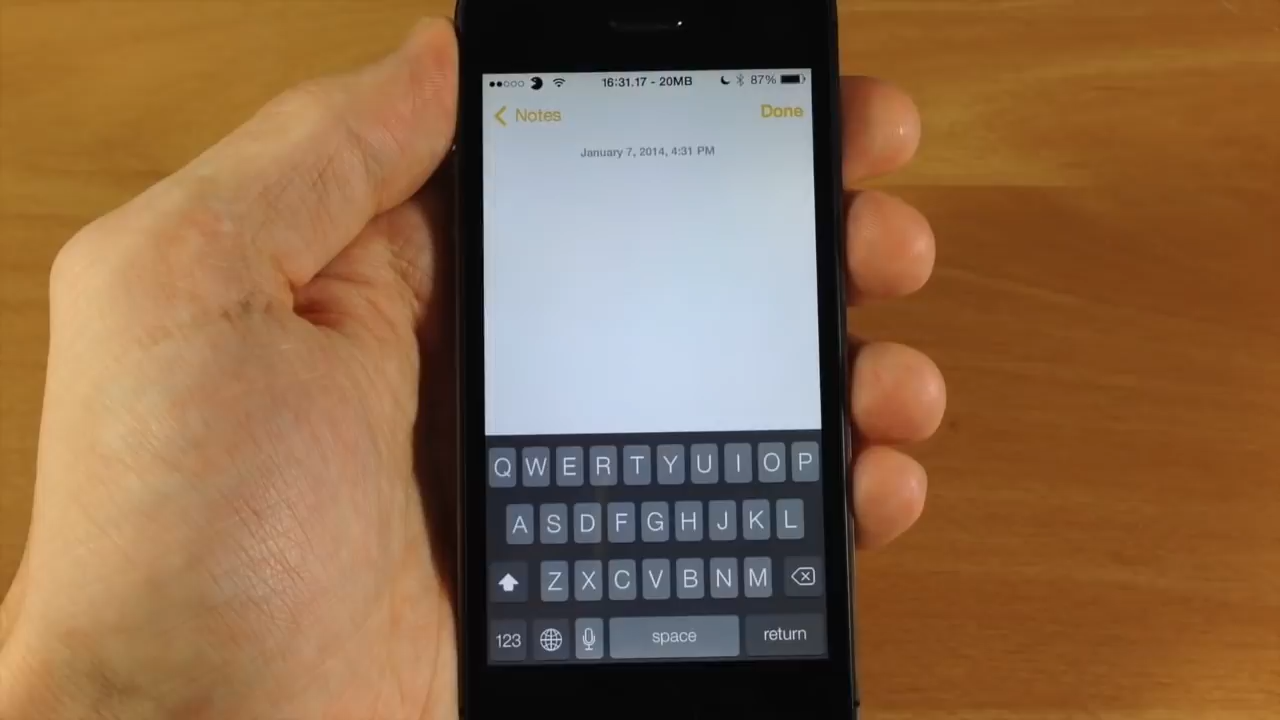 16:31.17 - 20MB 87%
Notes Done
January 7, 2014, 4:31 PM
Q W E R T Y U I O P
A S D F G H J K L
Z X C V B N M
123 space return